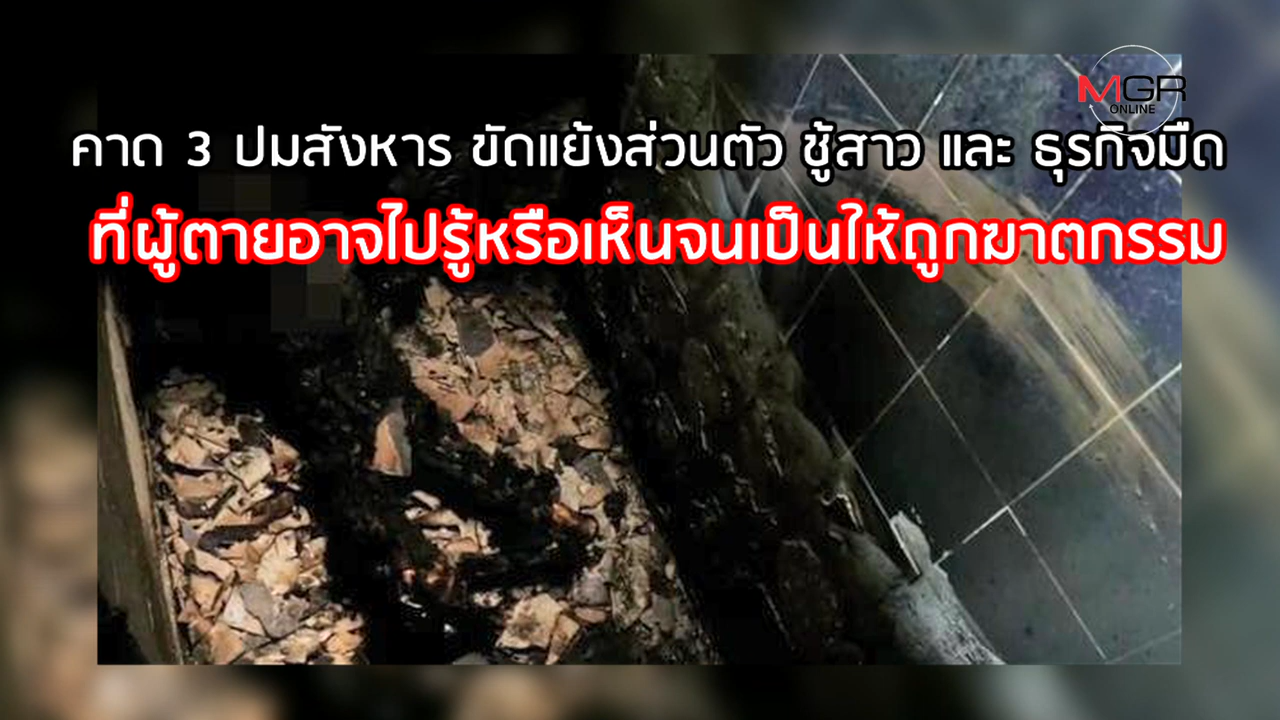 MGR
ONLINE
คาด 3 ปมสังหาร ขัดแย้งส่วนตัว ชู้สาว และ ธุรกิจมืด
ที่ผู้ตายอาจไปรู้หรือเห็นจนเป็นให้ถูกฆาตกรรม